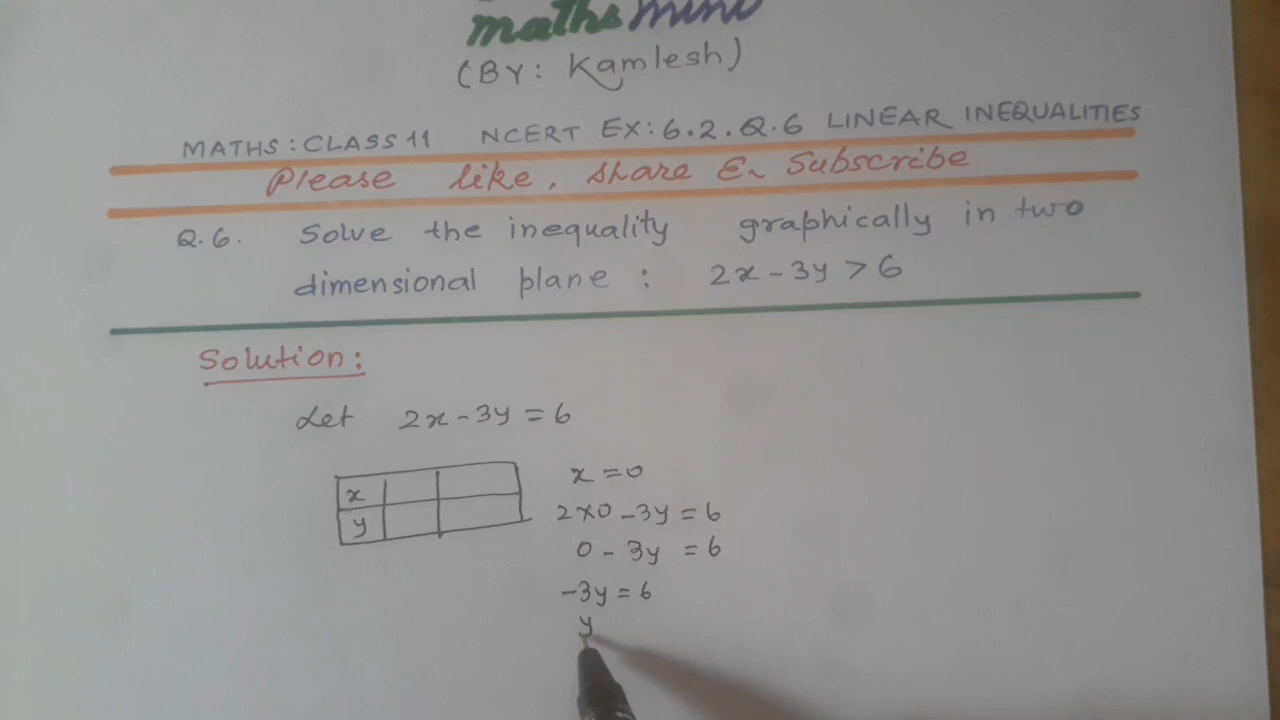 maths mind
(BY: Kamlesh)
MATHS: CLASS 11 NCERT EX: 6.2. Q.6 LINEAR INEQUALITIES
Please like, share & Subscribe
Q.6. Solve the inequality graphically in two
dimensional plane : 2x-3y > 6
Solution:
Let 2x-3y = 6
x
y
x = 0
2×0 -3y = 6
0 - 3y = 6
-3y = 6
y